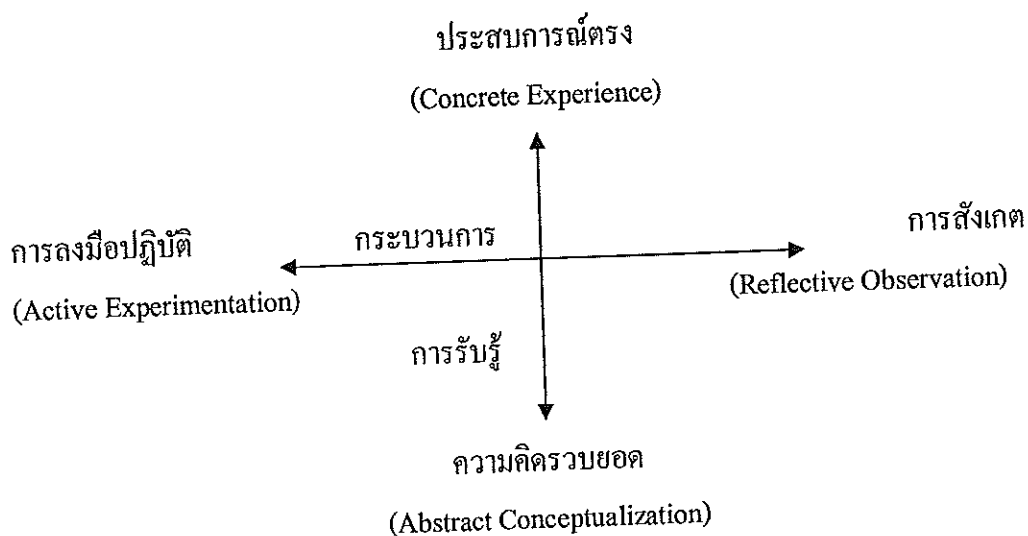 ประสบการณ์ตรง
(Concrete Experience)
การสังเกต
การลงมือปฏิบัติ
กระบวนการ
(Reflective Observation)
(Active Experimentation)
การรับรู้
ความคิดรวบยอด
(Abstract Conceptualization)